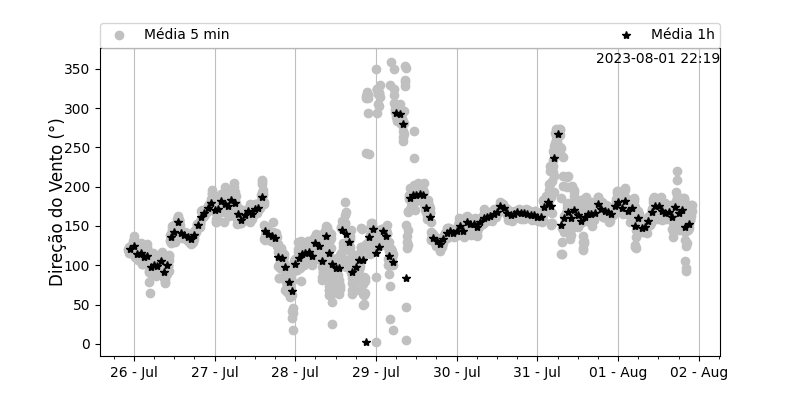 Média 5 min
Média 1h
2023-08-01 22:19
Direção do Vento (°)
350
300
250
200
150
100
50
0
26 - Jul
27 - Jul
28 - Jul
29 - Jul
30 - Jul
31 - Jul
01 - Aug
02 - Aug